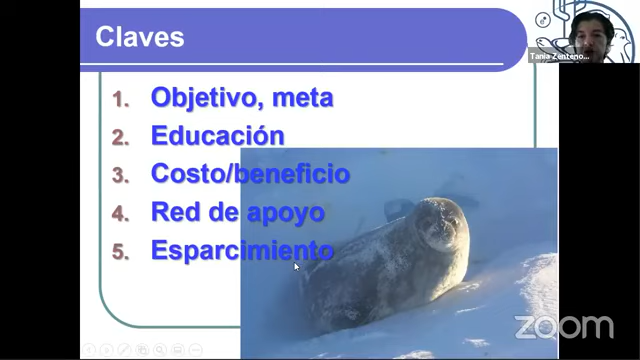 Claves
Tania Zenteno...
1. Objetivo, meta
2. Educación
3. Costo/beneficio
4. Red de apoyo
5. Esparcimiento
zoom